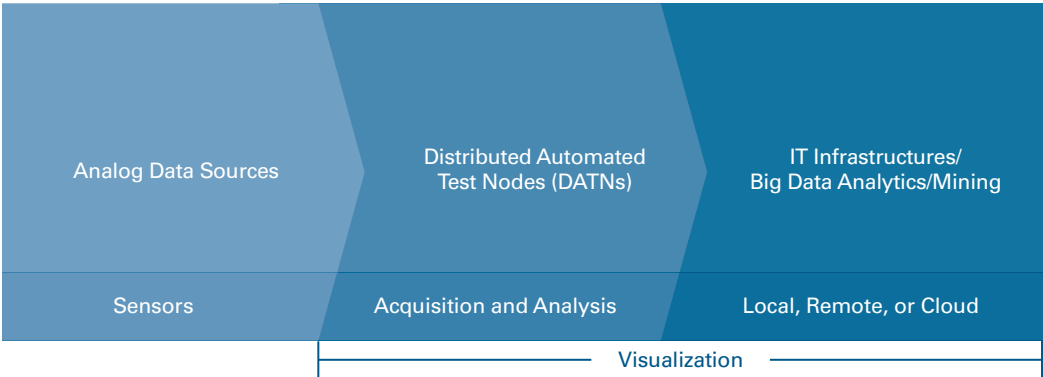 Analog Data Sources
Distributed Automated
Test Nodes (DATNs)
IT Infrastructures/
Big Data Analytics/Mining
Sensors
Acquisition and Analysis
Local, Remote, or Cloud
Visualization